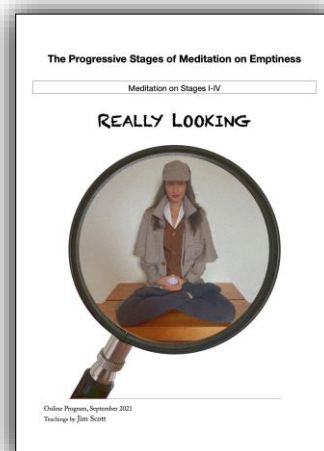 The Progressive Stages of Meditation on Emptiness
Meditation on Stages I-IV
REALLY LOOKING
Online Program, September 2021
Teachings by Jim Scott